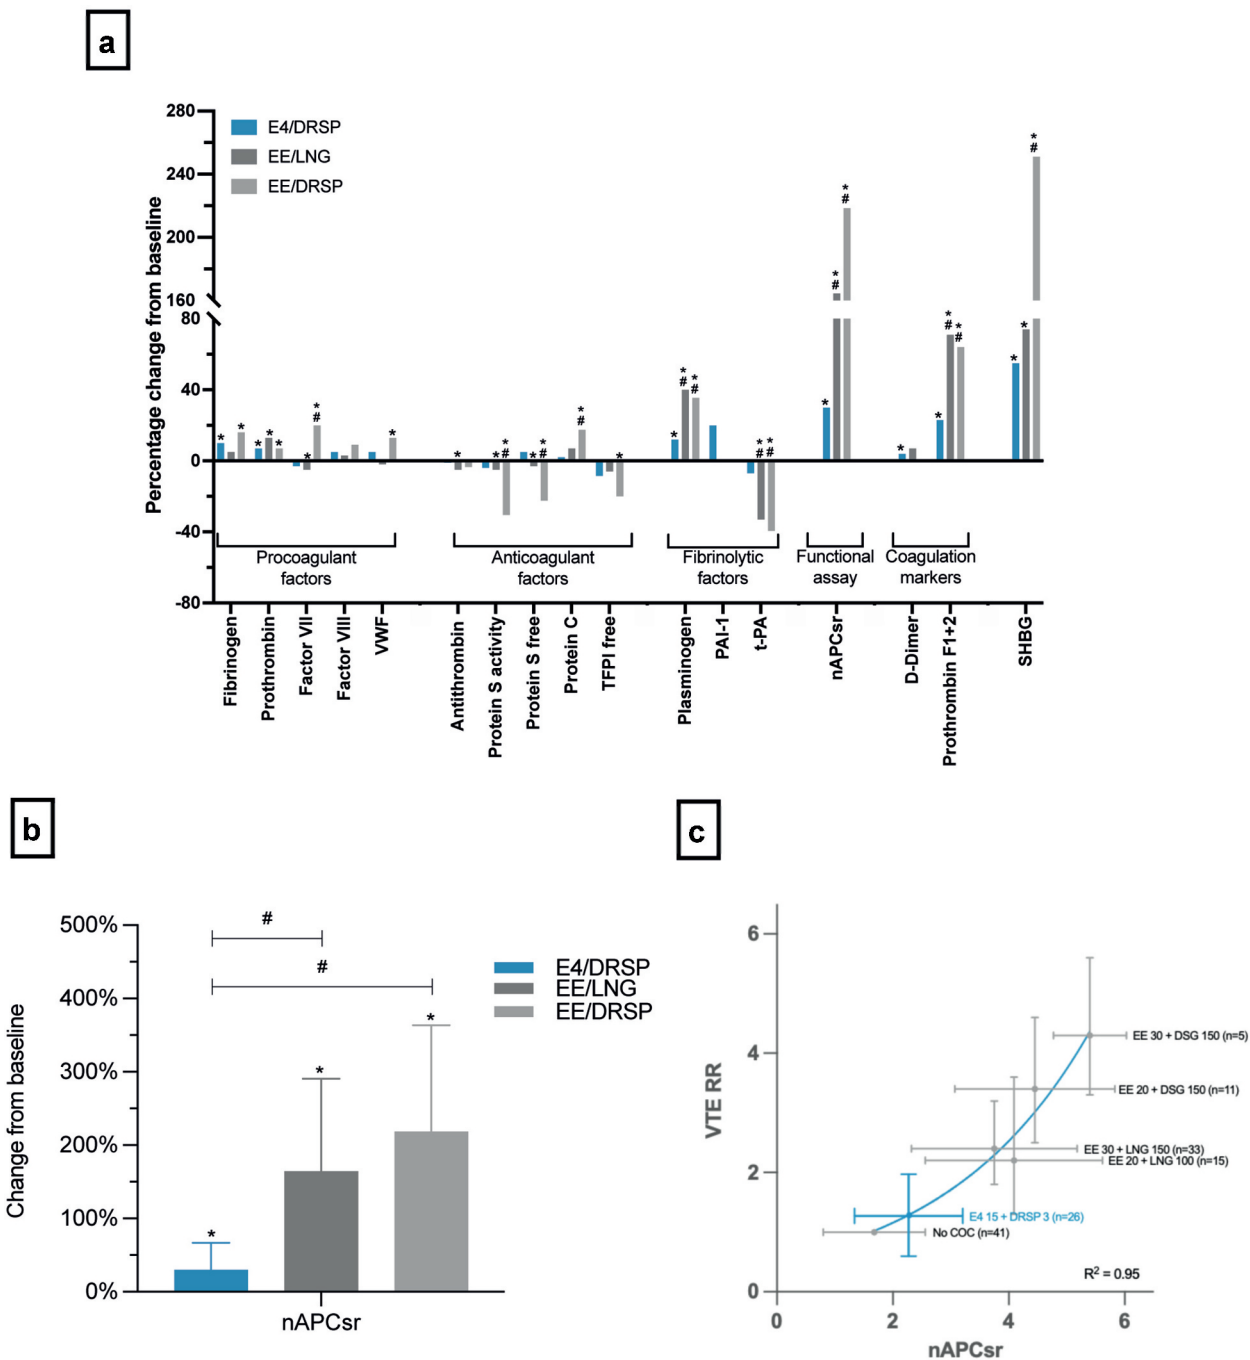 a
280
240
200
160
80
40
0
-40
-80
Percentage change from baseline
E4/DRSP
EE/LNG
EE/DRSP
* * * * * * # * * * * * # * * # * # * * * # * # * # * # * * # * # * * * # * # * * * #
Procoagulant
factors
Anticoagulant
factors
Fibrinolytic
factors
Functional
assay
Coagulation
markers
Fibrinogen
Prothrombin
Factor VII
Factor VIII
VWF
Antithrombin
Protein S activity
Protein S free
Protein C
TFPI free
Plasminogen
PAI-1
t-PA
nAPCsr
D-Dimer
Prothrombin F1+2
SHBG
b
500%
400%
300%
200%
100%
0%
Change from baseline
#
#
*
*
*
nAPCsr
E4/DRSP
EE/LNG
EE/DRSP
c
6
4
2
0
VTE RR
EE 30 + DSG 150 (n=5)
EE 20 + DSG 150 (n=11)
EE 30 + LNG 150 (n=33)
EE 20 + LNG 100 (n=15)
E4 15 + DRSP 3 (n=26)
No COC (n=41)
R² = 0.95
0 2 4 6
nAPCsr